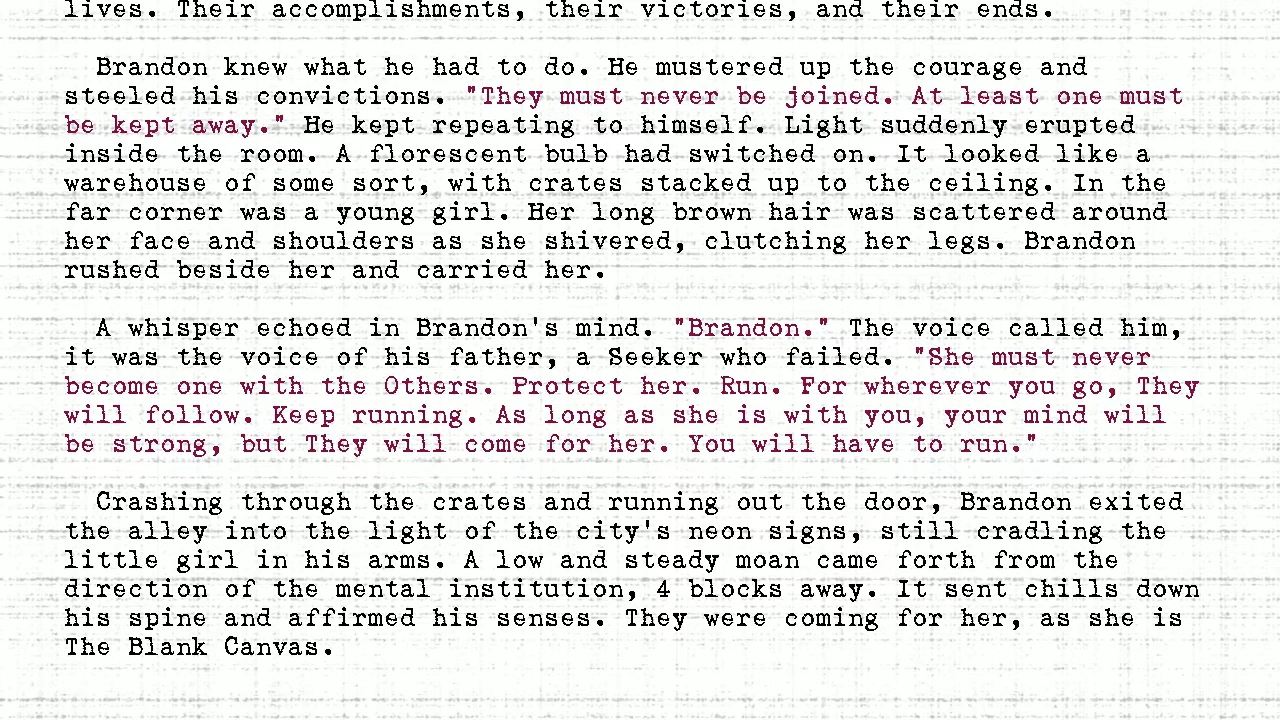 lives. Their accomplishments, their victories, and their ends.
Brandon knew what he had to do. He mustered up the courage and
steeled his convictions. "They must never be joined. At least one must
be kept away." He kept repeating to himself. Light suddenly erupted
inside the room. A florescent bulb had switched on. It looked like a
warehouse of some sort, with crates stacked up to the ceiling. In the
far corner was a young girl. Her long brown hair was scattered around
her face and shoulders as she shivered, clutching her legs. Brandon
rushed beside her and carried her.
A whisper echoed in Brandon's mind. "Brandon." The voice called him,
it was the voice of his father, a Seeker who failed. "She must never
become one with the Others. Protect her. Run. For wherever you go, They
will follow. Keep running. As long as she is with you, your mind will
be strong, but They will come for her. You will have to run."
Crashing through the crates and running out the door, Brandon exited
the alley into the light of the city's neon signs, still cradling the
little girl in his arms. A low and steady moan came forth from the
direction of the mental institution, 4 blocks away. It sent chills down
his spine and affirmed his senses. They were coming for her, as she is
The Blank Canvas.